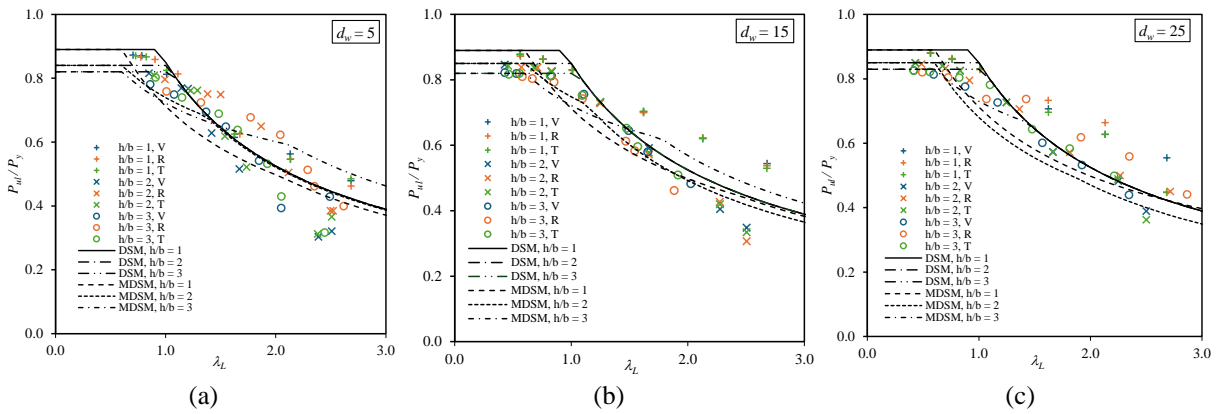 d_w = 5
P_ul / P_y
1.0
0.8
0.6
0.4
0.2
0.0
h/b = 1, V
h/b = 1, R
h/b = 1, T
h/b = 2, V
h/b = 2, R
h/b = 2, T
h/b = 3, V
h/b = 3, R
h/b = 3, T
DSM, h/b = 1
DSM, h/b = 2
DSM, h/b = 3
MDSM, h/b = 1
MDSM, h/b = 2
MDSM, h/b = 3
0.0 1.0 2.0 3.0
λ_L
(a)
d_w = 15
P_ul / P_y
1.0
0.8
0.6
0.4
0.2
0.0
h/b = 1, V
h/b = 1, R
h/b = 1, T
h/b = 2, V
h/b = 2, R
h/b = 2, T
h/b = 3, V
h/b = 3, R
h/b = 3, T
DSM, h/b = 1
DSM, h/b = 2
DSM, h/b = 3
MDSM, h/b = 1
MDSM, h/b = 2
MDSM, h/b = 3
0.0 1.0 2.0 3.0
λ_L
(b)
d_w = 25
P_ul / P_y
1.0
0.8
0.6
0.4
0.2
0.0
h/b = 1, V
h/b = 1, R
h/b = 1, T
h/b = 2, V
h/b = 2, R
h/b = 2, T
h/b = 3, V
h/b = 3, R
h/b = 3, T
DSM, h/b = 1
DSM, h/b = 2
DSM, h/b = 3
MDSM, h/b = 1
MDSM, h/b = 2
MDSM, h/b = 3
0.0 1.0 2.0 3.0
λ_L
(c)